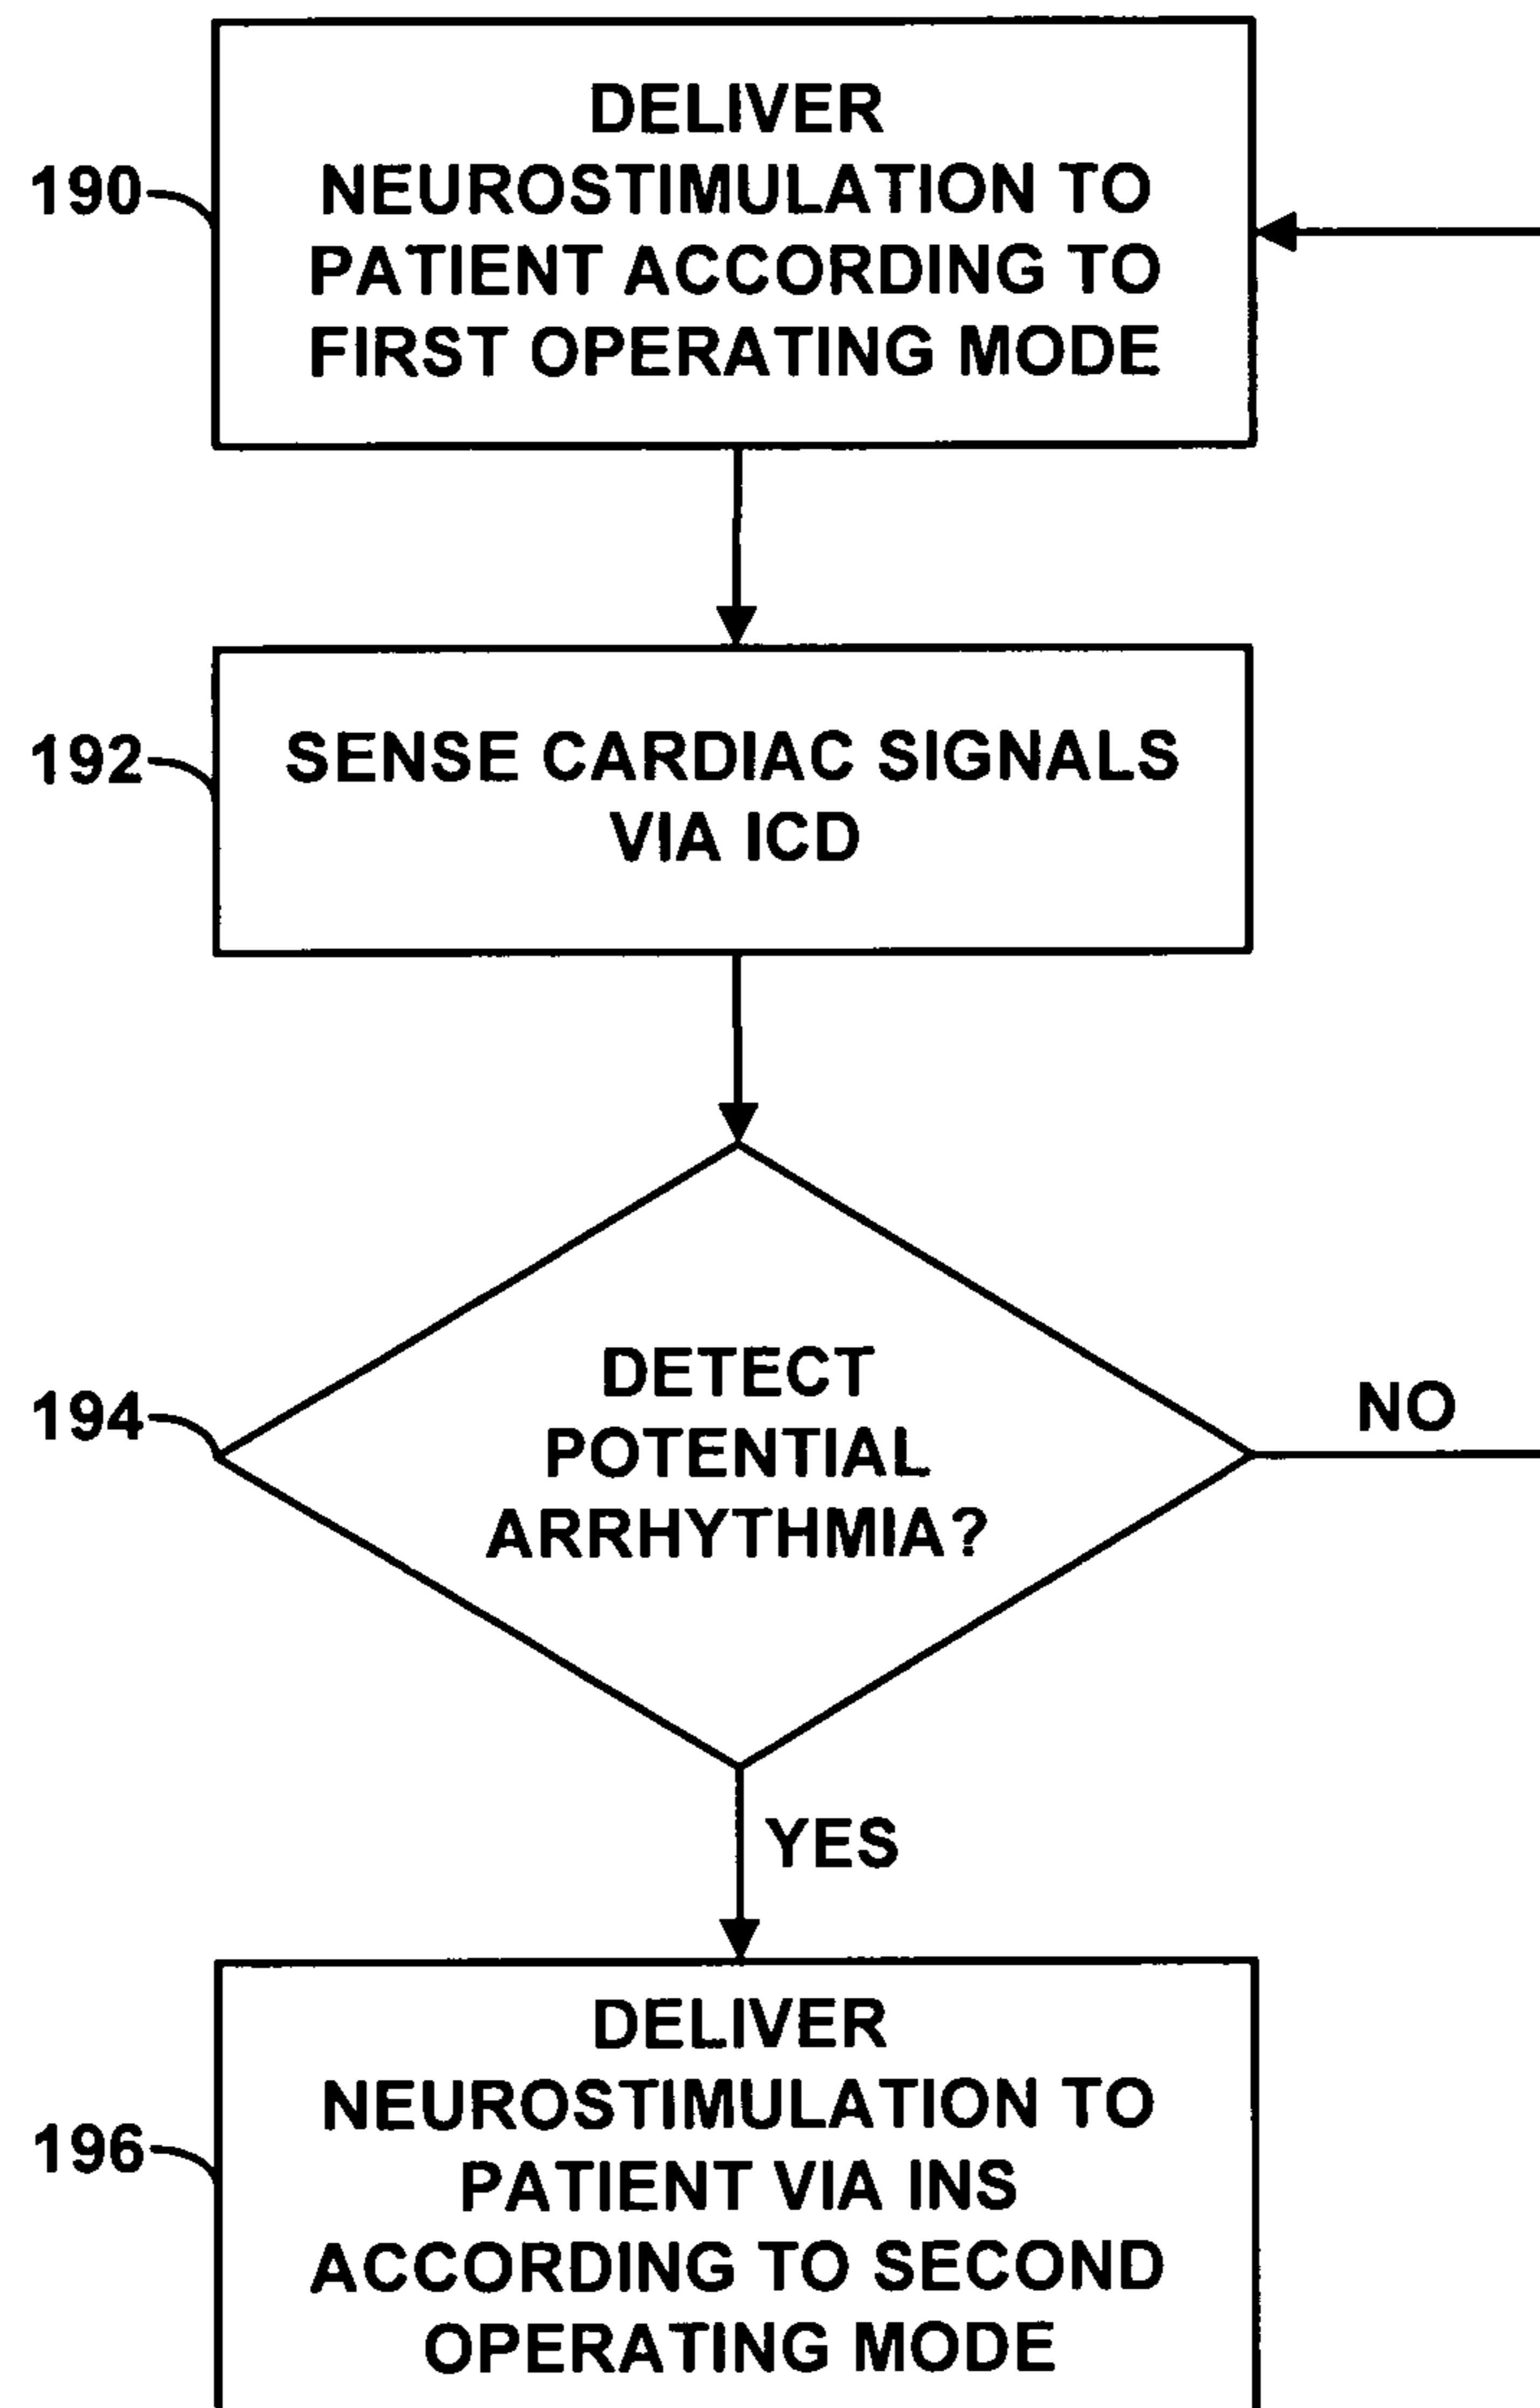 DELIVER
NEUROSTIMULATION TO
PATIENT ACCORDING TO
FIRST OPERATING MODE
190
SENSE CARDIAC SIGNALS
VIA ICD
192
DETECT
POTENTIAL
ARRHYTHMIA?
194
NO
YES
DELIVER
NEUROSTIMULATION TO
PATIENT VIA INS
ACCORDING TO SECOND
OPERATING MODE
196